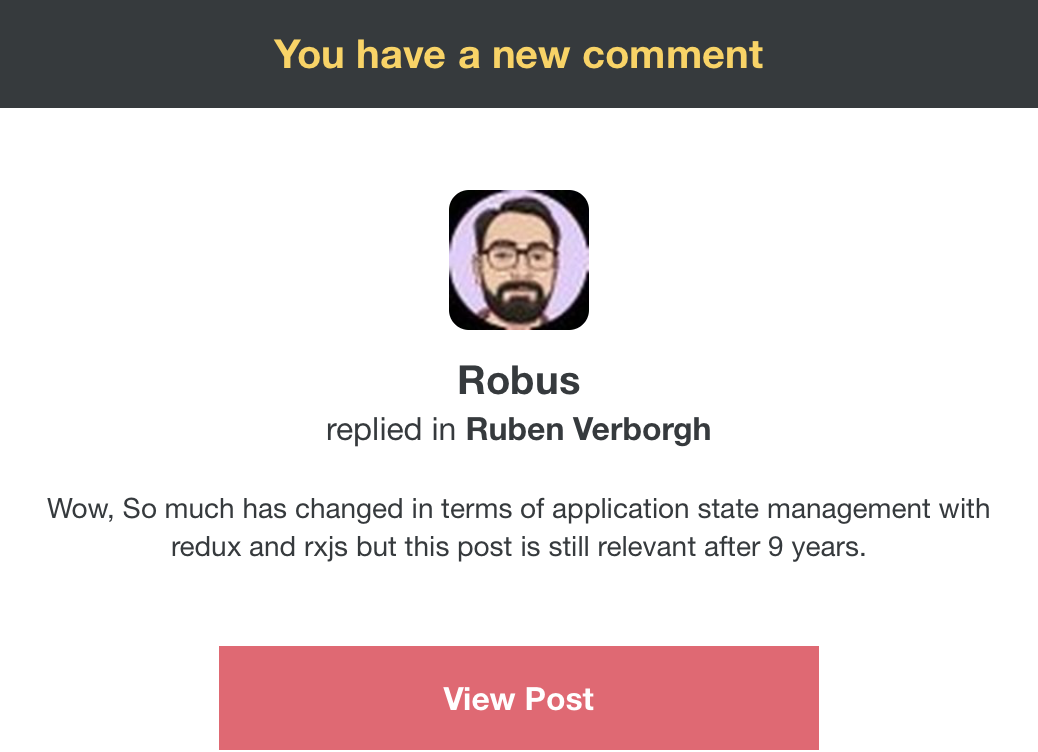 You have a new comment
Robus
replied in Ruben Verborgh
Wow, So much has changed in terms of application state management with
redux and rxjs but this post is still relevant after 9 years.
View Post